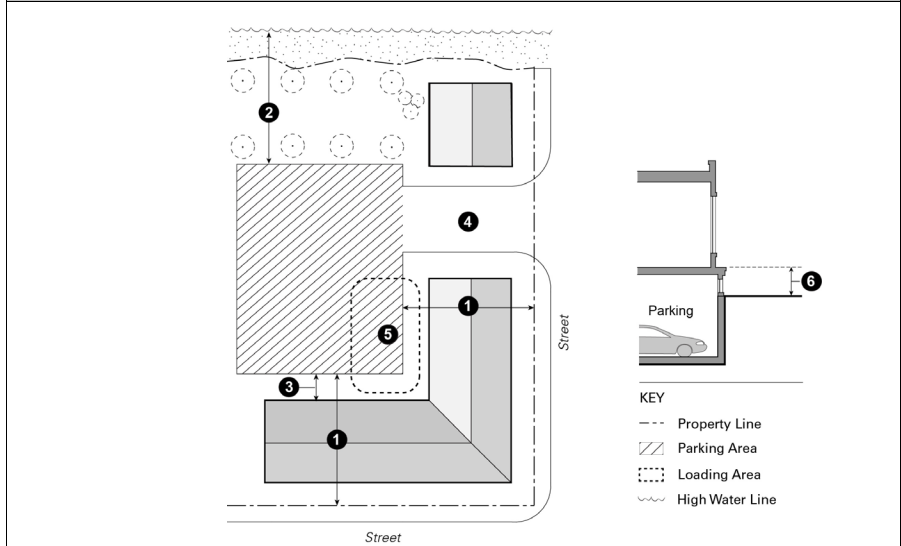 2
4
1
6
Parking
5
Street
3
KEY
1
Property Line
Parking Area
Loading Area
High Water Line
Street